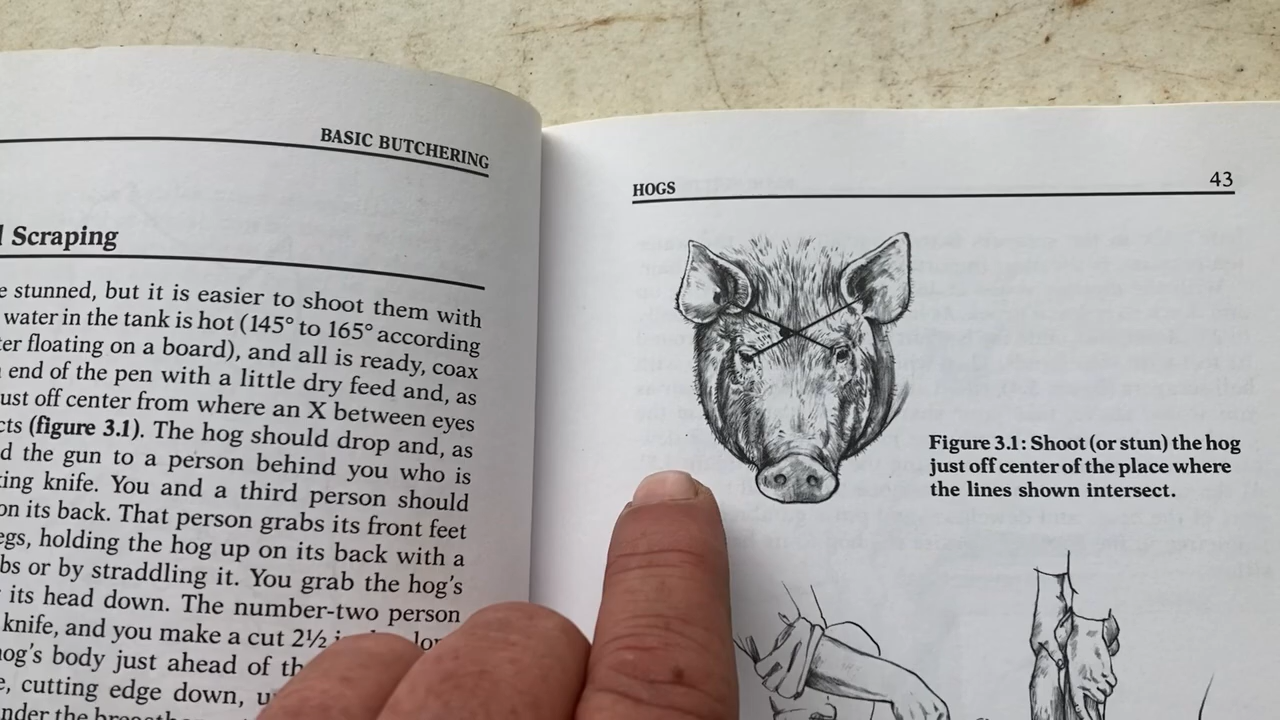 BASIC BUTCHERING
Scraping
stunned, but it is easier to shoot them with
water in the tank is hot (145° to 165° according
floating on a board), and all is ready, coax
end of the pen with a little dry feed and, as
just off center from where an X between eyes
(figure 3.1). The hog should drop and, as
the gun to a person behind you who is
knife. You and a third person should
on its back. That person grabs its front feet
holding the hog up on its back with a
or by straddling it. You grab the hog's
its head down. The number-two person
knife, and you make a cut 2½
hog's body just ahead of
cutting edge down,
under the
HOGS
43
Figure 3.1: Shoot (or stun) the hog
just off center of the place where
the lines shown intersect.